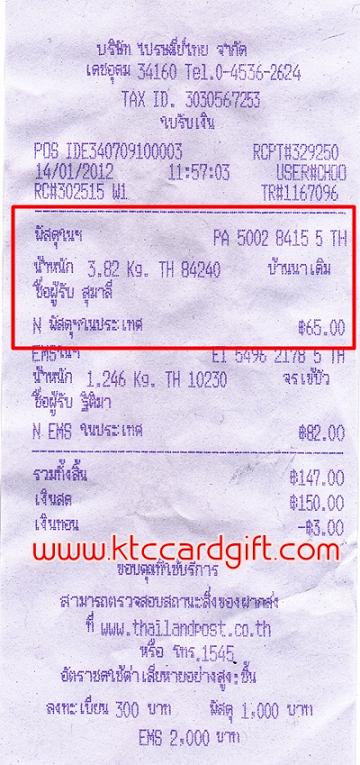 บริษัท ไปรษณีย์ไทย จำกัด
เดชอุดม 34160 Tel.0-4536-2624
TAX ID. 3030567253
ใบรับเงิน
POS IDE340709100003 RCPT#329250
14/01/2012 11:57:03 USER#CHOO
RC#302515 W1 TR#1167096
พัสดุในฯ PA 5002 8415 5 TH
น้ำหนัก 3.82 Kg. TH 84240 บ้านนาเดิม
ชื่อผู้รับ สุมาลี
N พัสดุฯในประเทศ ฿65.00
EMSในฯ EI 5496 2178 5 TH
น้ำหนัก 1.246 Kg. TH 10230 จรเข้บัว
ชื่อผู้รับ ฐิติมา
N EMS ในประเทศ ฿82.00
รวมทั้งสิ้น ฿147.00
เงินสด ฿150.00
เงินทอน -฿3.00
www.ktccardgift.com
ขอบคุณที่ใช้บริการ
สามารถตรวจสอบสถานะสิ่งของฝากส่ง
ที่ www.thailandpost.co.th
หรือ โทร.1545
อัตราชดใช้ค่าเสียหายอย่างสูง:ชิ้น
ลงทะเบียน 300 บาท พัสดุ 1,000 บาท
EMS 2,000 บาท